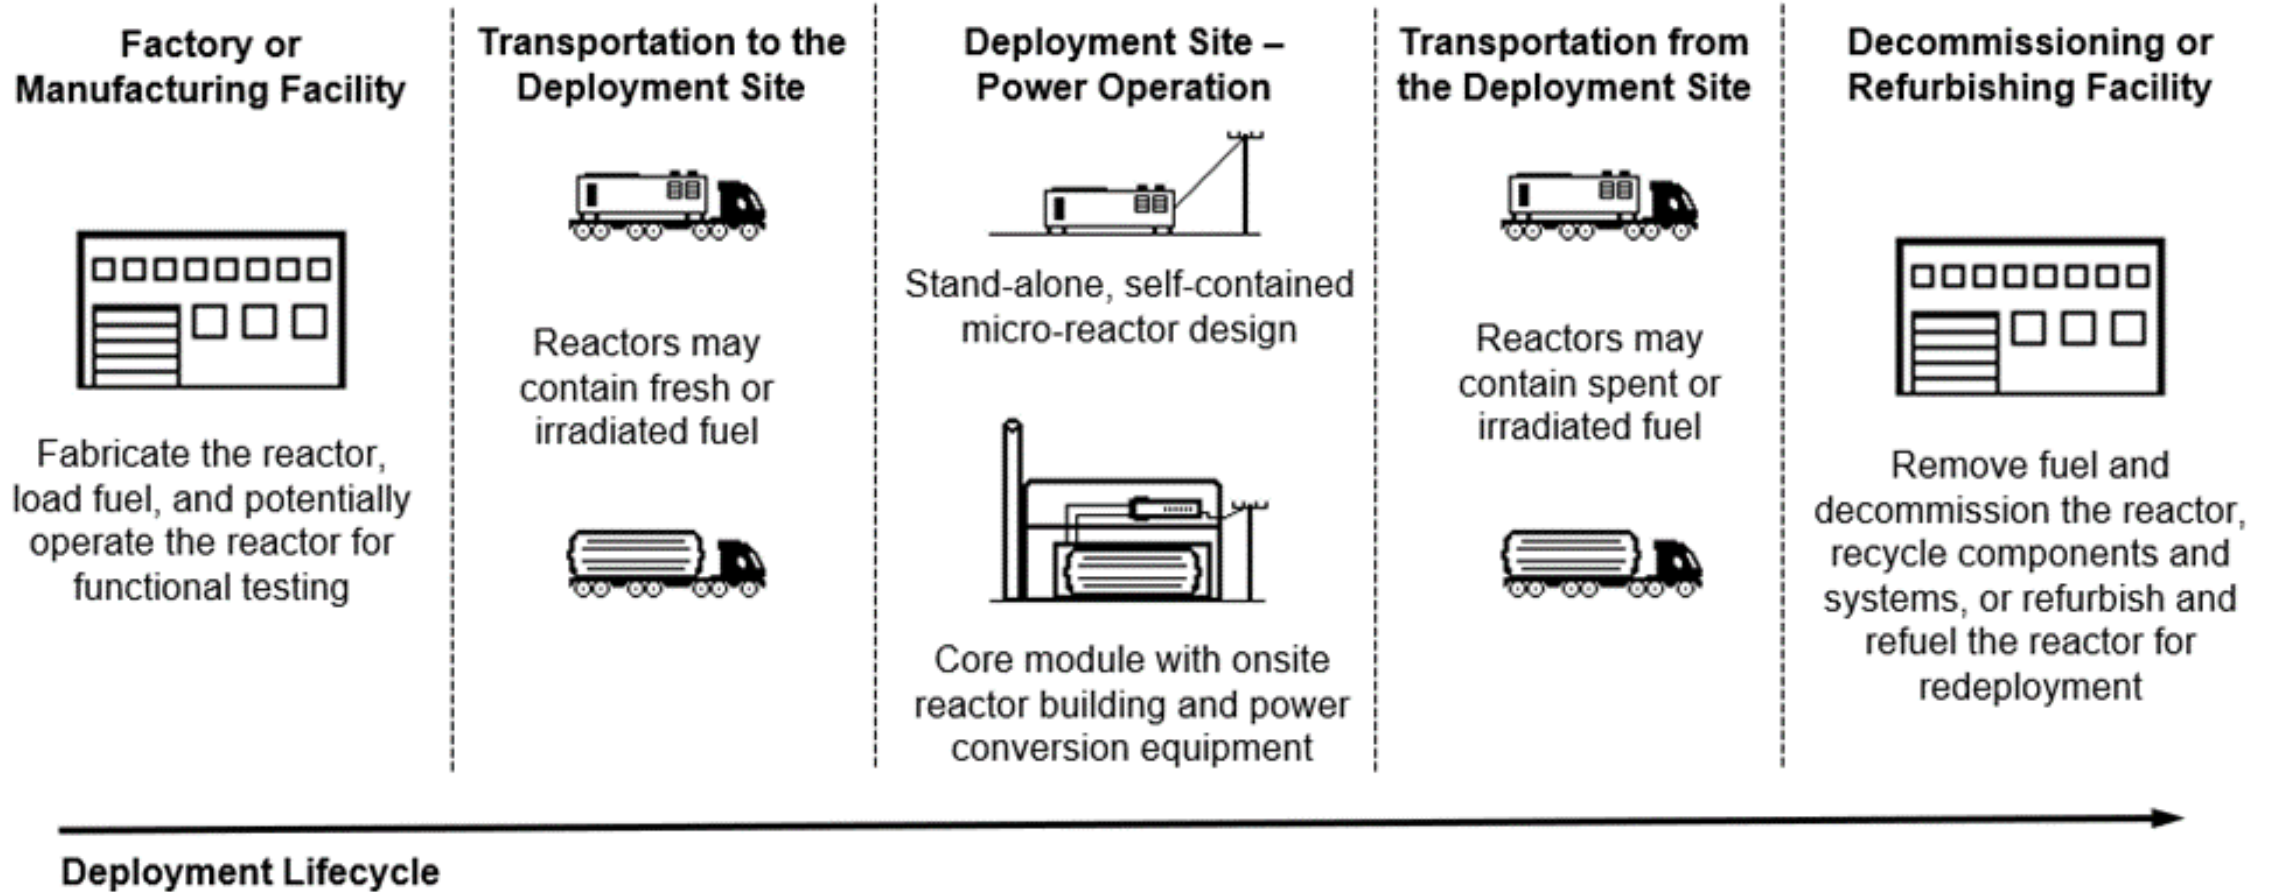 Factory or
Manufacturing Facility
Fabricate the reactor,
load fuel, and potentially
operate the reactor for
functional testing
Transportation to the
Deployment Site
Reactors may
contain fresh or
irradiated fuel
Deployment Site –
Power Operation
Stand-alone, self-contained
micro-reactor design
Core module with onsite
reactor building and power
conversion equipment
Transportation from
the Deployment Site
Reactors may
contain spent or
irradiated fuel
Decommissioning or
Refurbishing Facility
Remove fuel and
decommission the reactor,
recycle components and
systems, or refurbish and
refuel the reactor for
redeployment
Deployment Lifecycle